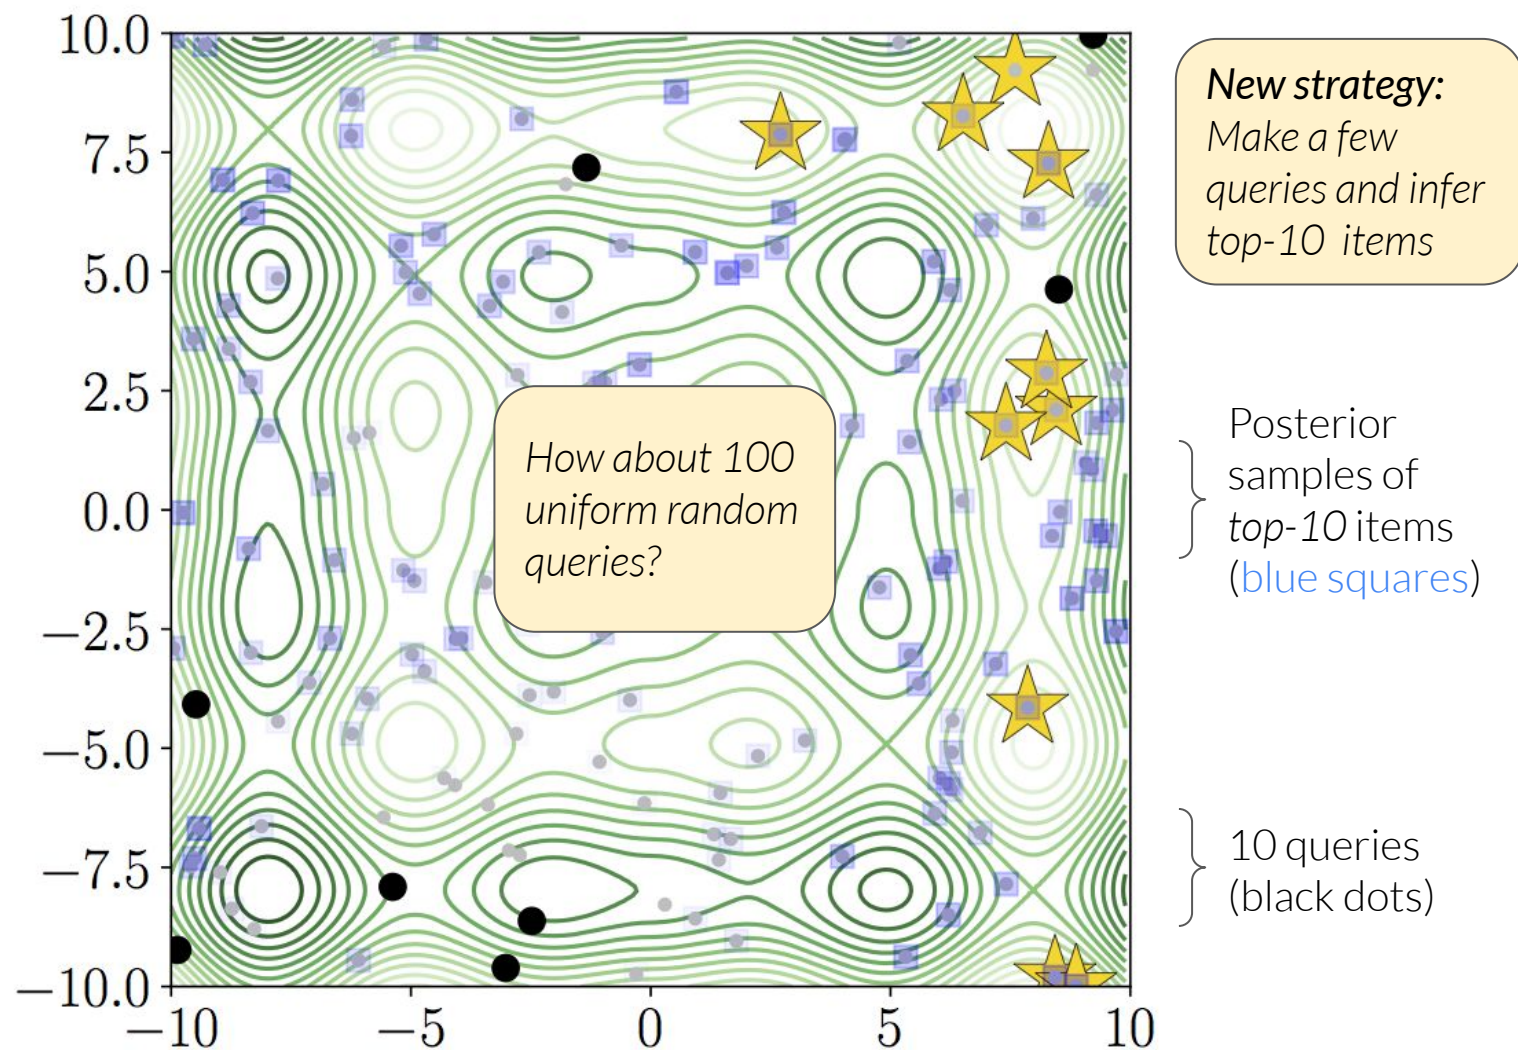 10.0
7.5
5.0
2.5
0.0
−2.5
−5.0
−7.5
−10.0
−10
−5
0
5
10
How about 100
uniform random
queries?
New strategy:
Make a few
queries and infer
top-10 items
Posterior
samples of
top-10 items
(blue squares)
10 queries
(black dots)